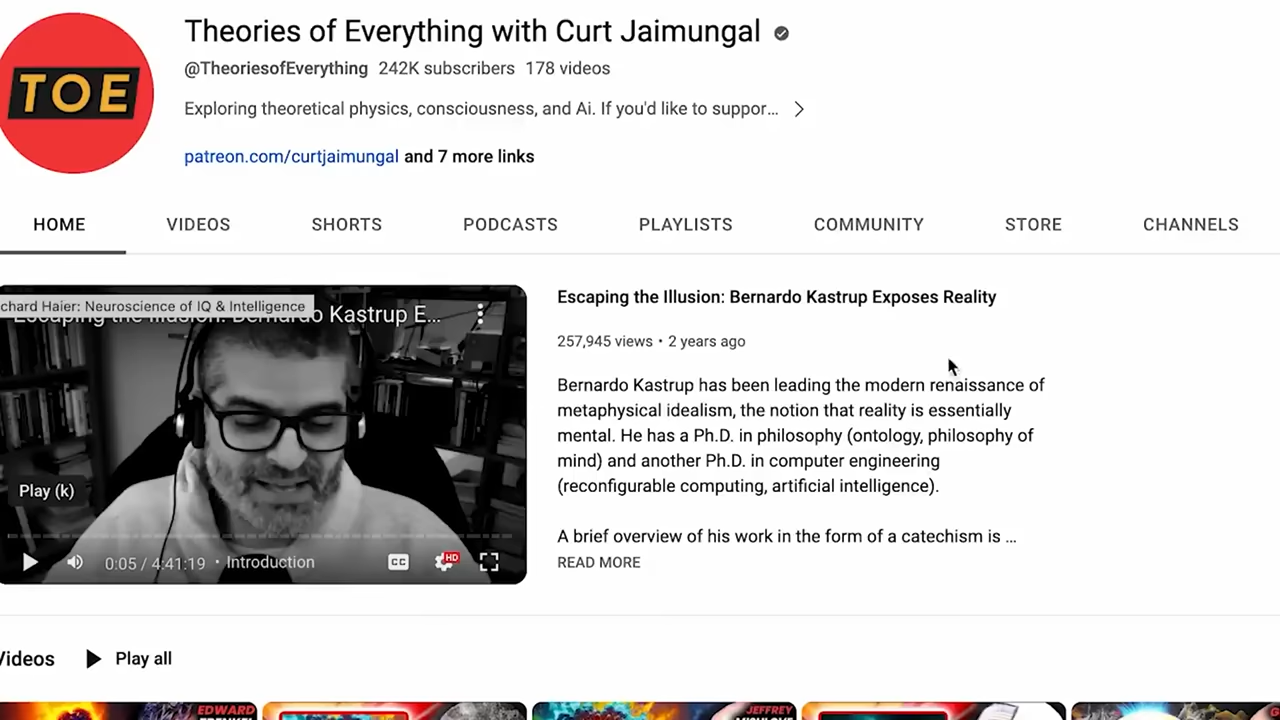 Theories of Everything with Curt Jaimungal
TOE
@TheoriesofEverything 242K subscribers 178 videos
Exploring theoretical physics, consciousness, and Ai. If you'd like to suppor...
patreon.com/curtjaimungal and 7 more links
HOME VIDEOS SHORTS PODCASTS PLAYLISTS COMMUNITY STORE CHANNELS
chard Haier: Neuroscience of IQ & Intelligence
Escaping the Illusion: Bernardo Kastrup E...
Play (k)
0:05 / 4:41:19 • Introduction
CC
HD
Escaping the Illusion: Bernardo Kastrup Exposes Reality
257,945 views • 2 years ago
Bernardo Kastrup has been leading the modern renaissance of
metaphysical idealism, the notion that reality is essentially
mental. He has a Ph.D. in philosophy (ontology, philosophy of
mind) and another Ph.D. in computer engineering
(reconfigurable computing, artificial intelligence).
A brief overview of his work in the form of a catechism is ...
READ MORE
Videos Play all
EDWARD
JEFFREY